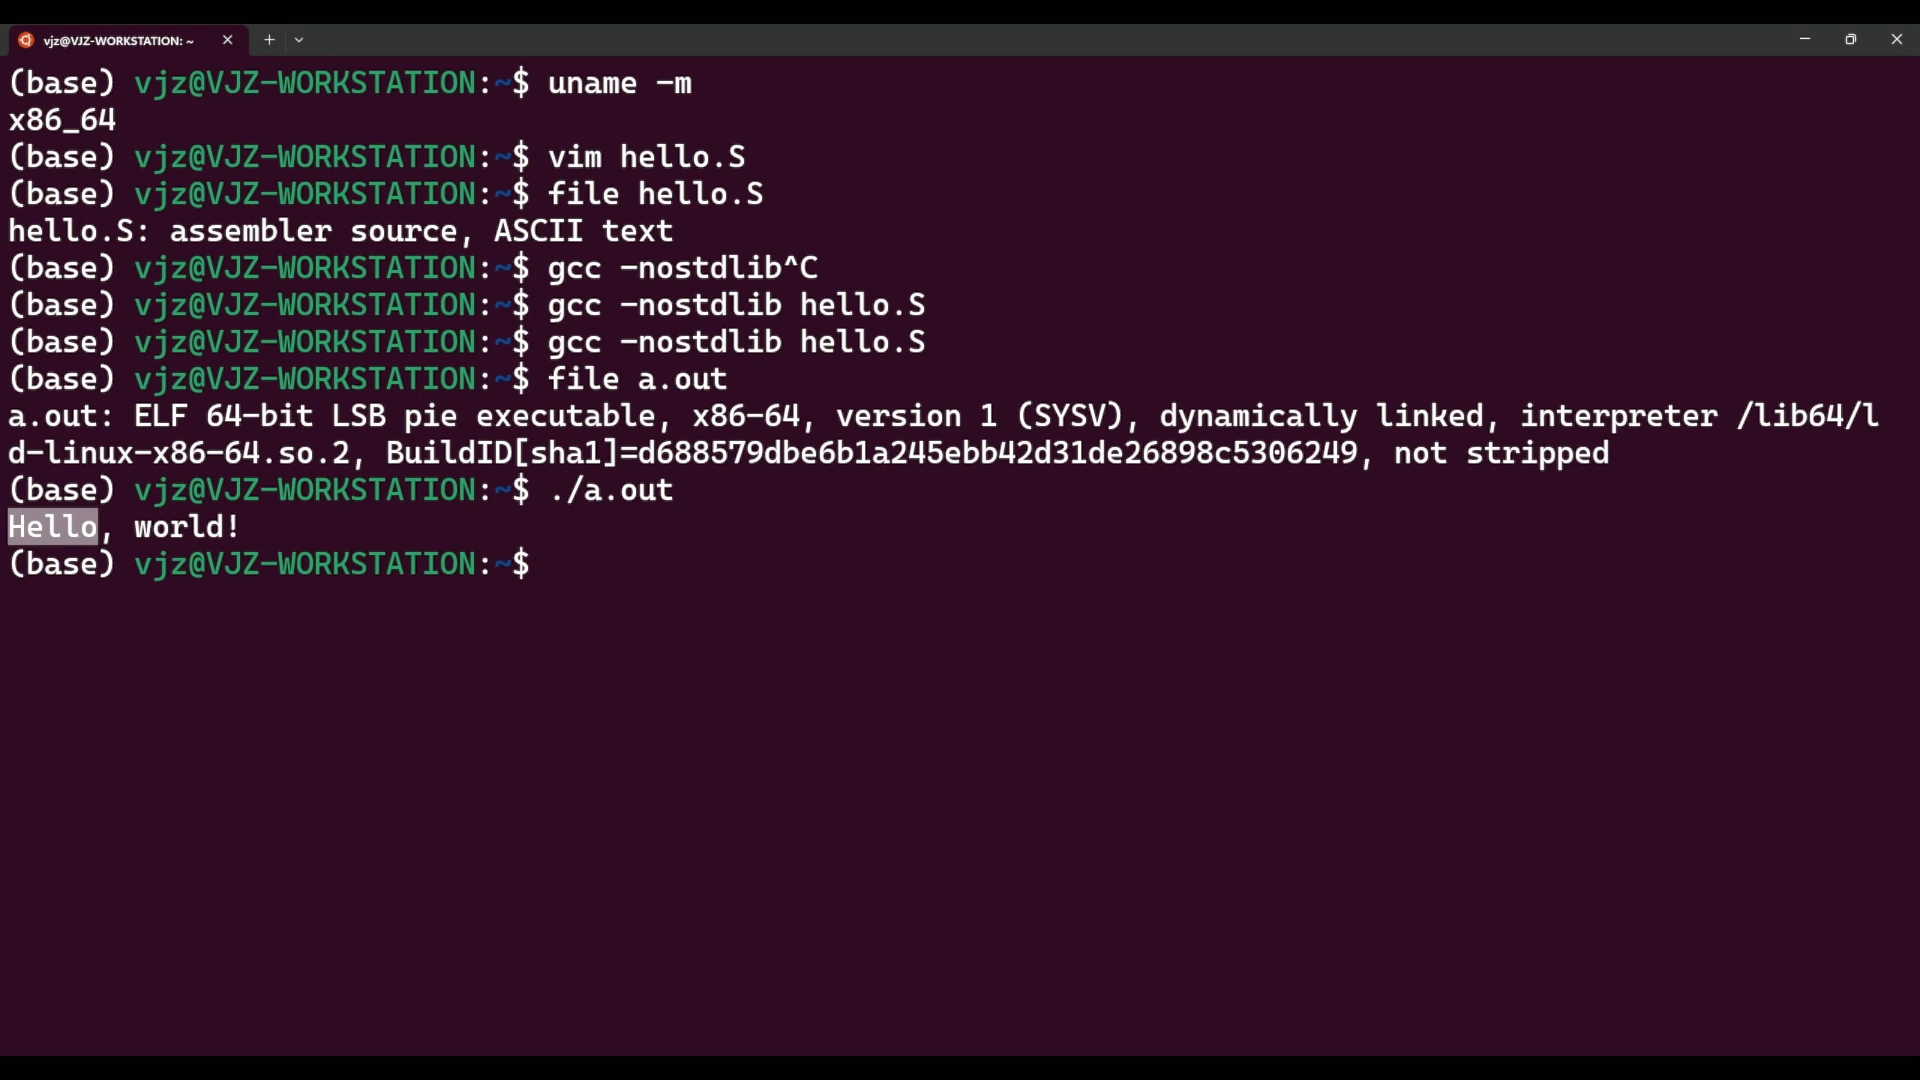 vjz@VJZ-WORKSTATION: ~
(base) vjz@VJZ-WORKSTATION:~$ uname -m
x86_64
(base) vjz@VJZ-WORKSTATION:~$ vim hello.S
(base) vjz@VJZ-WORKSTATION:~$ file hello.S
hello.S: assembler source, ASCII text
(base) vjz@VJZ-WORKSTATION:~$ gcc -nostdlib^C
(base) vjz@VJZ-WORKSTATION:~$ gcc -nostdlib hello.S
(base) vjz@VJZ-WORKSTATION:~$ gcc -nostdlib hello.S
(base) vjz@VJZ-WORKSTATION:~$ file a.out
a.out: ELF 64-bit LSB pie executable, x86-64, version 1 (SYSV), dynamically linked, interpreter /lib64/l
d-linux-x86-64.so.2, BuildID[sha1]=d688579dbe6b1a245ebb42d31de26898c5306249, not stripped
(base) vjz@VJZ-WORKSTATION:~$ ./a.out
Hello, world!
(base) vjz@VJZ-WORKSTATION:~$